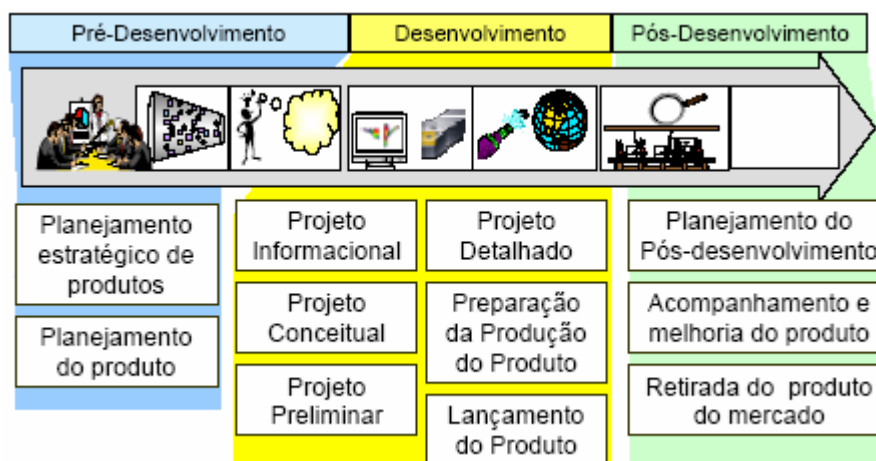 Pré-Desenvolvimento
Desenvolvimento
Pós-Desenvolvimento
Planejamento
estratégico de
produtos
Planejamento
do produto
Projeto
Informacional
Projeto
Conceitual
Projeto
Preliminar
Projeto
Detalhado
Preparação
da Produção
do Produto
Lançamento
do Produto
Planejamento do
Pós-desenvolvimento
Acompanhamento e
melhoria do produto
Retirada do produto
do mercado